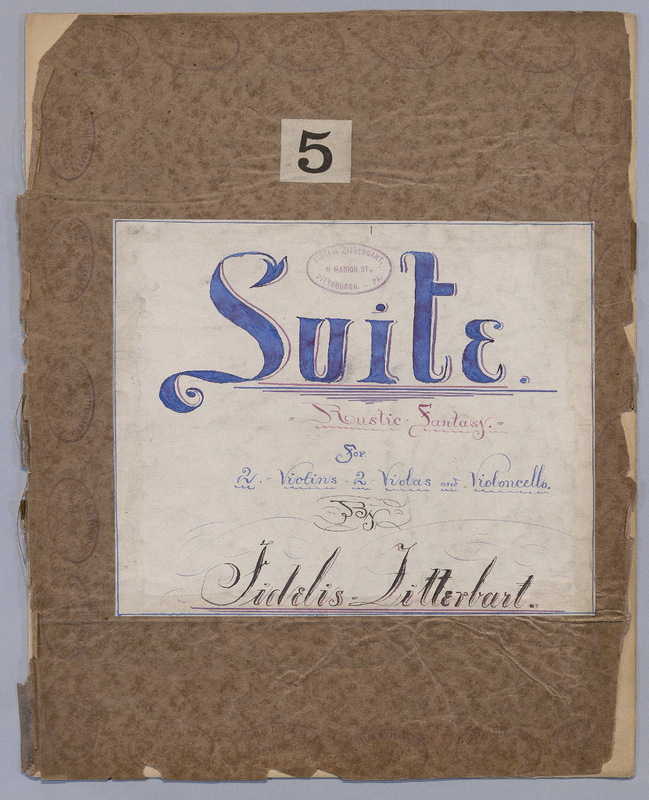 5
FIDELIS ZITTERBART,
11 MARION ST.,
PITTSBURGH. - PA.
Suite.
- Rustic-Fantasy. -
For
2. - Violins - 2 - Violas and Violoncello.
By
Fidelis - Zitterbart.